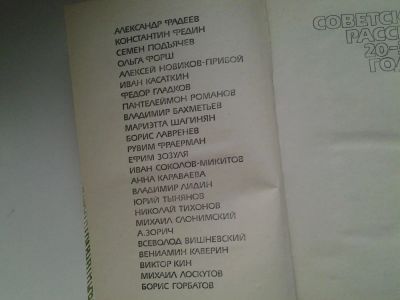 АЛЕКСАНДР ФАДЕЕВ
КОНСТАНТИН ФЕДИН
СЕМЕН ПОДЪЯЧЕВ
ОЛЬГА ФОРШ
АЛЕКСЕЙ НОВИКОВ-ПРИБОЙ
ИВАН КАСАТКИН
ФЕДОР ГЛАДКОВ
ПАНТЕЛЕЙМОН РОМАНОВ
ВЛАДИМИР БАХМЕТЬЕВ
МАРИЭТТА ШАГИНЯН
БОРИС ЛАВРЕНЕВ
РУВИМ ФРАЕРМАН
ЕФИМ ЗОЗУЛЯ
ИВАН СОКОЛОВ-МИКИТОВ
АННА КАРАВАЕВА
ВЛАДИМИР ЛИДИН
ЮРИЙ ТЫНЯНОВ
НИКОЛАЙ ТИХОНОВ
МИХАИЛ СЛОНИМСКИЙ
А.ЗОРИЧ
ВСЕВОЛОД ВИШНЕВСКИЙ
ВЕНИАМИН КАВЕРИН
ВИКТОР КИН
МИХАИЛ ЛОСКУТОВ
БОРИС ГОРБАТОВ
СОВЕТСК
РАССК
20-
ГОД